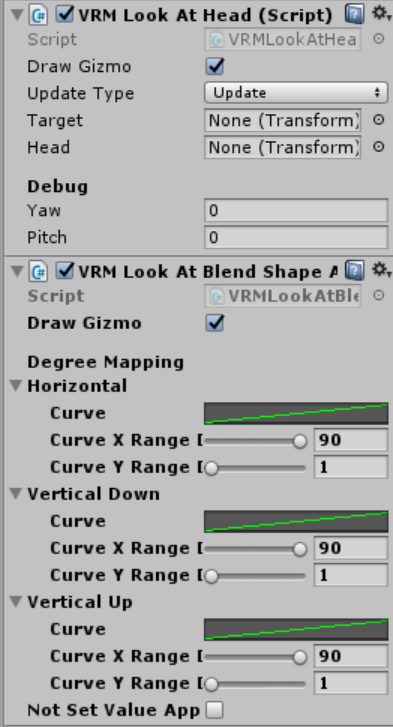 VRM Look At Head (Script)
Script VRMLookAtHea
Draw Gizmo
Update Type Update
Target None (Transform)
Head None (Transform)
Debug
Yaw 0
Pitch 0
VRM Look At Blend Shape A
Script VRMLookAtBle
Draw Gizmo
Degree Mapping
Horizontal
Curve
Curve X Range D 90
Curve Y Range D 1
Vertical Down
Curve
Curve X Range D 90
Curve Y Range D 1
Vertical Up
Curve
Curve X Range D 90
Curve Y Range D 1
Not Set Value App